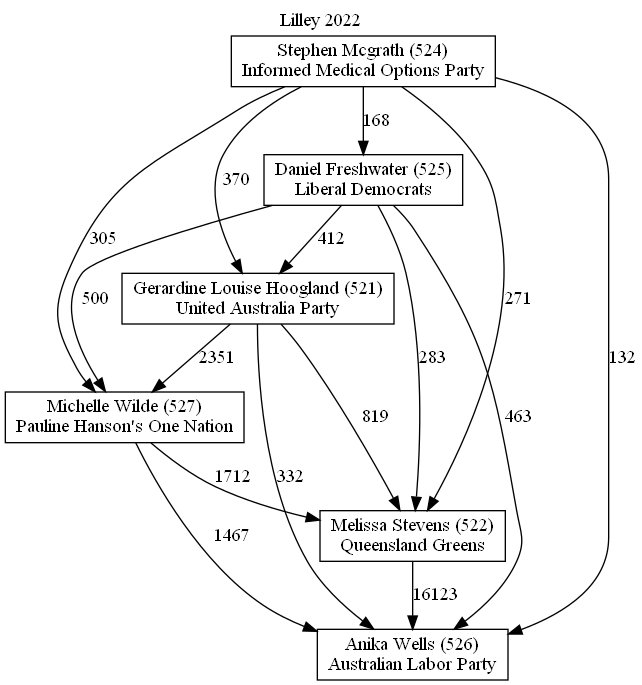 Lilley 2022
Stephen Mcgrath (524)
Informed Medical Options Party
168
Daniel Freshwater (525)
Liberal Democrats
370
305
412
500
271
Gerardine Louise Hoogland (521)
United Australia Party
2351
283
132
Michelle Wilde (527)
Pauline Hanson's One Nation
819
463
1712
332
1467
Melissa Stevens (522)
Queensland Greens
16123
Anika Wells (526)
Australian Labor Party